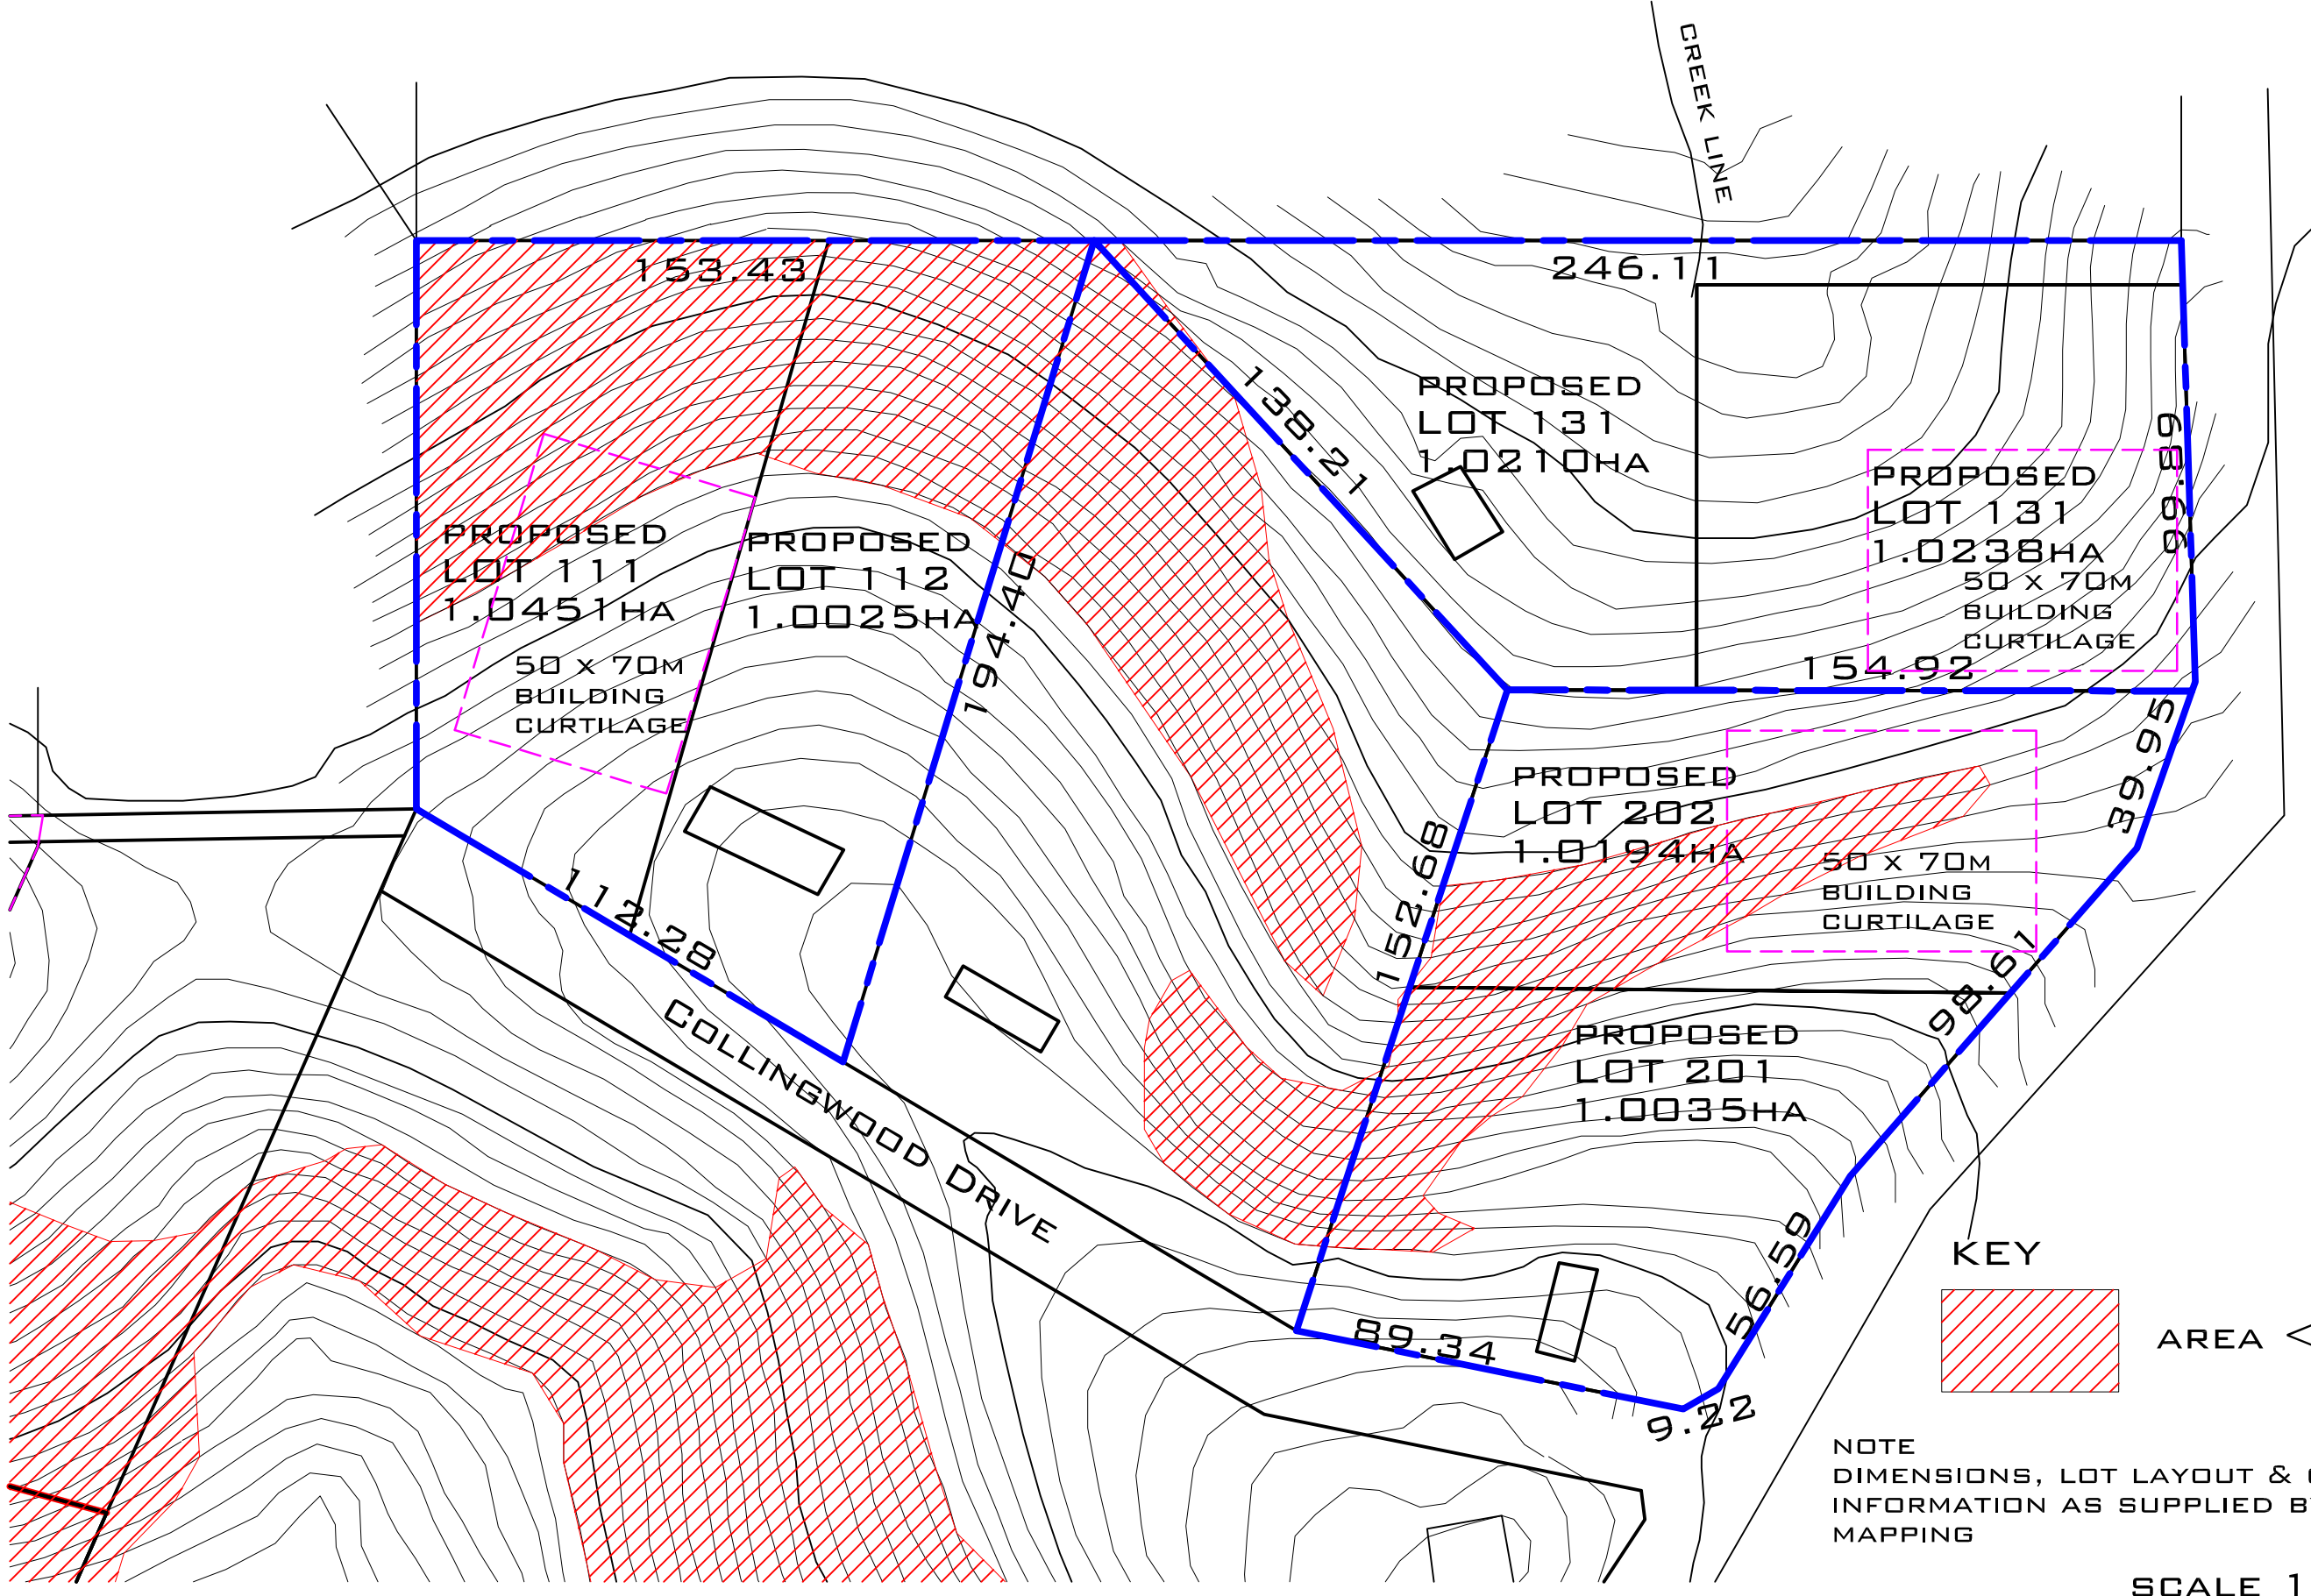 CREEK LINE
153.43
246.11
138.21
PROPOSED
LOT 131
1.0210HA
99.89
PROPOSED
LOT 131
1.0238HA
50 X 70M
BUILDING
CURTILAGE
PROPOSED
LOT 111
1.0451HA
PROPOSED
LOT 112
1.0025HA
194.40
50 X 70M
BUILDING
CURTILAGE
154.92
39.95
PROPOSED
LOT 202
1.0194HA
152.68
50 X 70M
BUILDING
CURTILAGE
112.28
98.61
COLLINGWOOD DRIVE
PROPOSED
LOT 201
1.0035HA
56.59
89.34
9.22
KEY
AREA <
NOTE
DIMENSIONS, LOT LAYOUT &
INFORMATION AS SUPPLIED
MAPPING
SCALE 1